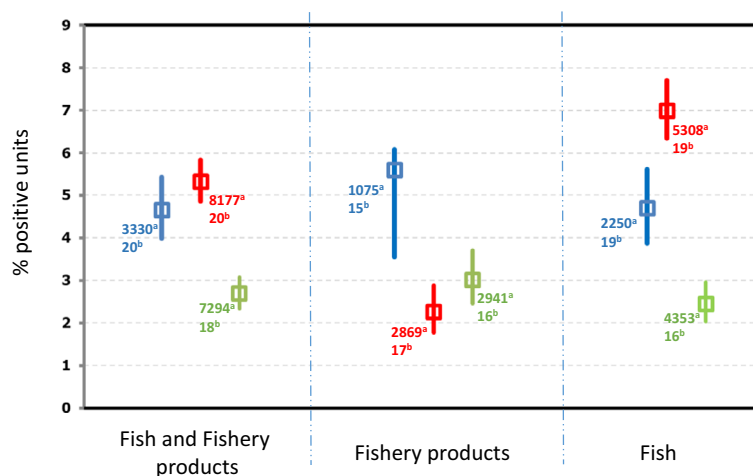 % positive units
9
8
7
6
5
4
3
2
1
0
3330ᵃ
20ᵇ
8177ᵃ
20ᵇ
7294ᵃ
18ᵇ
1075ᵃ
15ᵇ
2869ᵃ
17ᵇ
2941ᵃ
16ᵇ
2250ᵃ
19ᵇ
5308ᵃ
19ᵇ
4353ᵃ
16ᵇ
Fish and Fishery
products
Fishery products
Fish